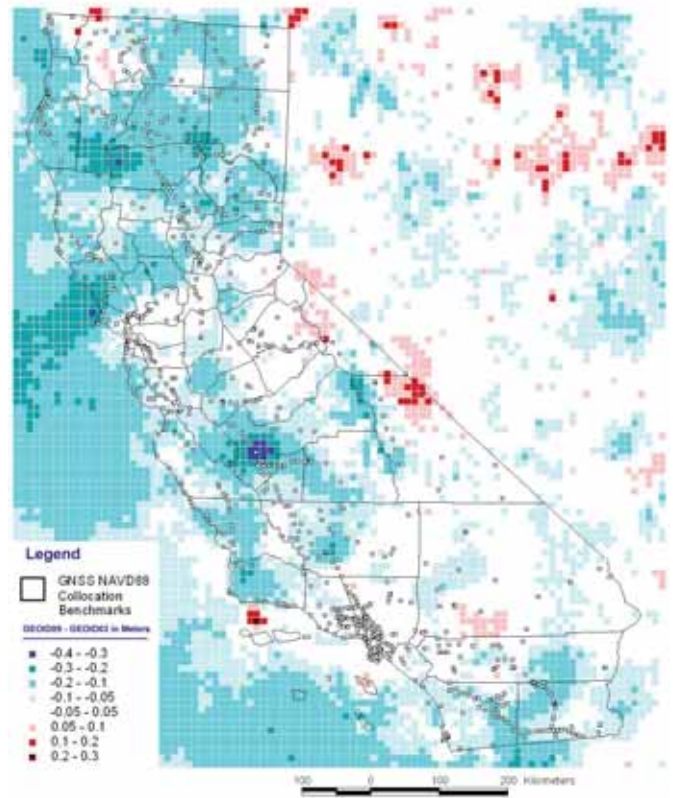 Legend
GNSS NAVD88
Collocation
Benchmarks
GEOID09 - GEOID03 in Meters
-0.4 - -0.3
-0.3 - -0.2
-0.2 - -0.1
-0.1 - -0.05
-0.05 - 0.05
0.05 - 0.1
0.1 - 0.2
0.2 - 0.3
100 0 100 200 Kilometers